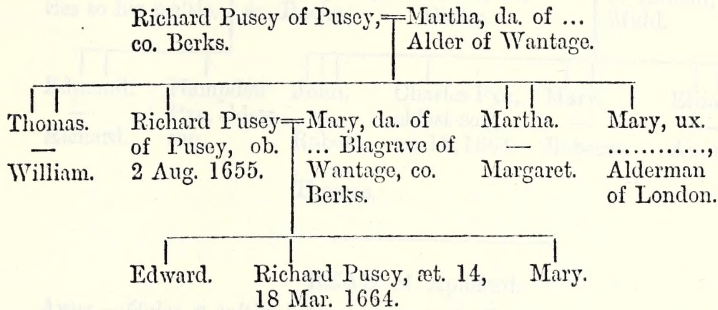 Richard Pusey of Pusey,=Martha, da. of ...
co. Berks. Alder of Wantage.
Thomas. Richard Pusey=Mary, da. of Martha. Mary, ux.
— of Pusey, ob. ... Blagrave of — ............,
William. 2 Aug. 1655. Wantage, co. Margaret. Alderman
Berks. of London.
Edward. Richard Pusey, æt. 14, Mary.
18 Mar. 1664.